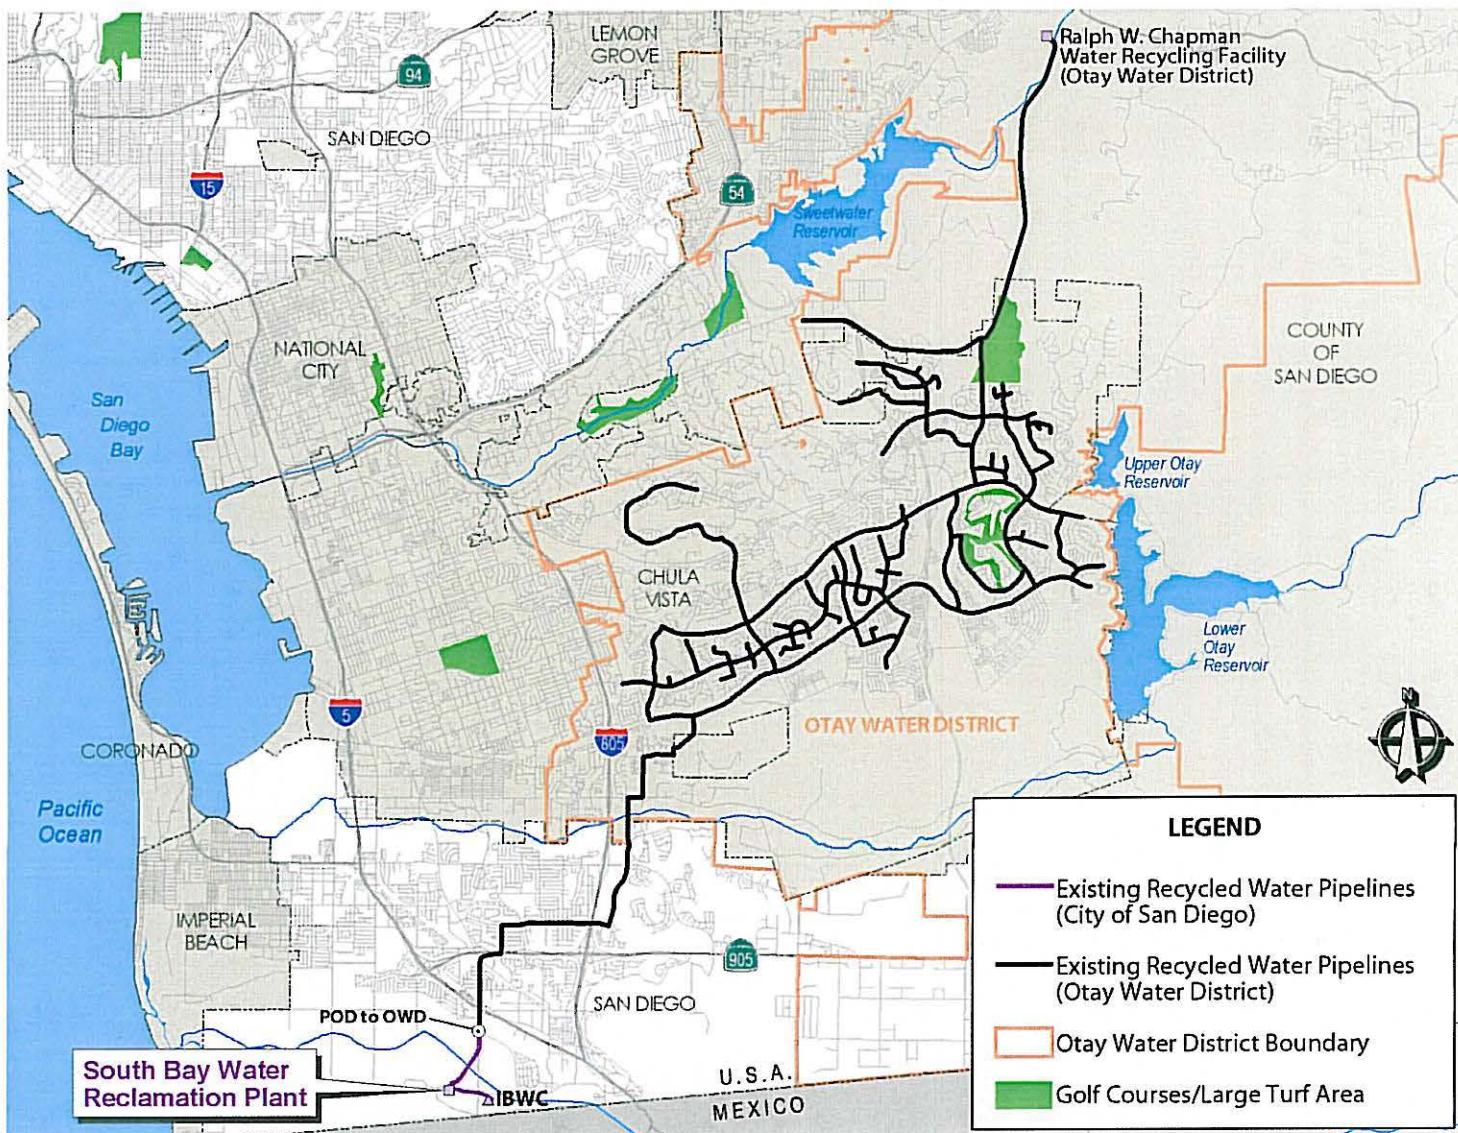 LEMON
GROVE
Ralph W. Chapman
Water Recycling Facility
(Otay Water District)
94
SAN DIEGO
15
54
Sweetwater
Reservoir
NATIONAL
CITY
COUNTY
OF
SAN DIEGO
San
Diego
Bay
Upper Otay
Reservoir
CHULA
VISTA
Lower
Otay
Reservoir
5
805
OTAY WATER DISTRICT
N
CORONADO
Pacific
Ocean
IMPERIAL
BEACH
905
SAN DIEGO
POD to OWD
South Bay Water
Reclamation Plant
IBWC
U.S.A.
MEXICO
LEGEND
Existing Recycled Water Pipelines
(City of San Diego)
Existing Recycled Water Pipelines
(Otay Water District)
Otay Water District Boundary
Golf Courses/Large Turf Area